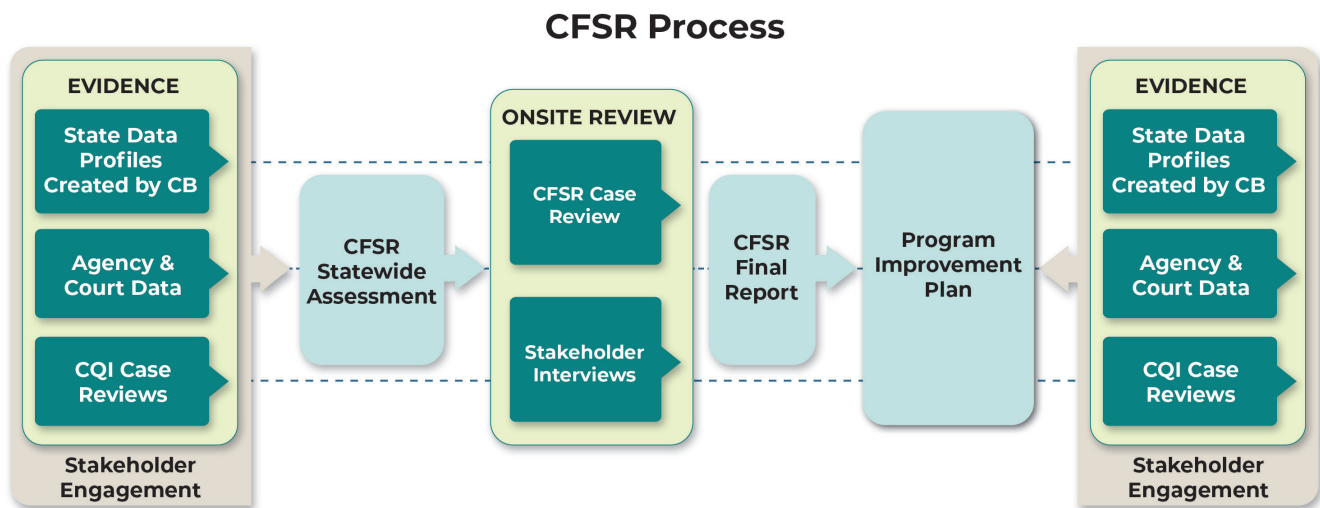 CFSR Process
EVIDENCE
State Data
Profiles
Created by CB
Agency &
Court Data
CQI Case
Reviews
Stakeholder
Engagement
CFSR
Statewide
Assessment
ONSITE REVIEW
CFSR Case
Review
Stakeholder
Interviews
CFSR
Final
Report
Program
Improvement
Plan
EVIDENCE
State Data
Profiles
Created by CB
Agency &
Court Data
CQI Case
Reviews
Stakeholder
Engagement